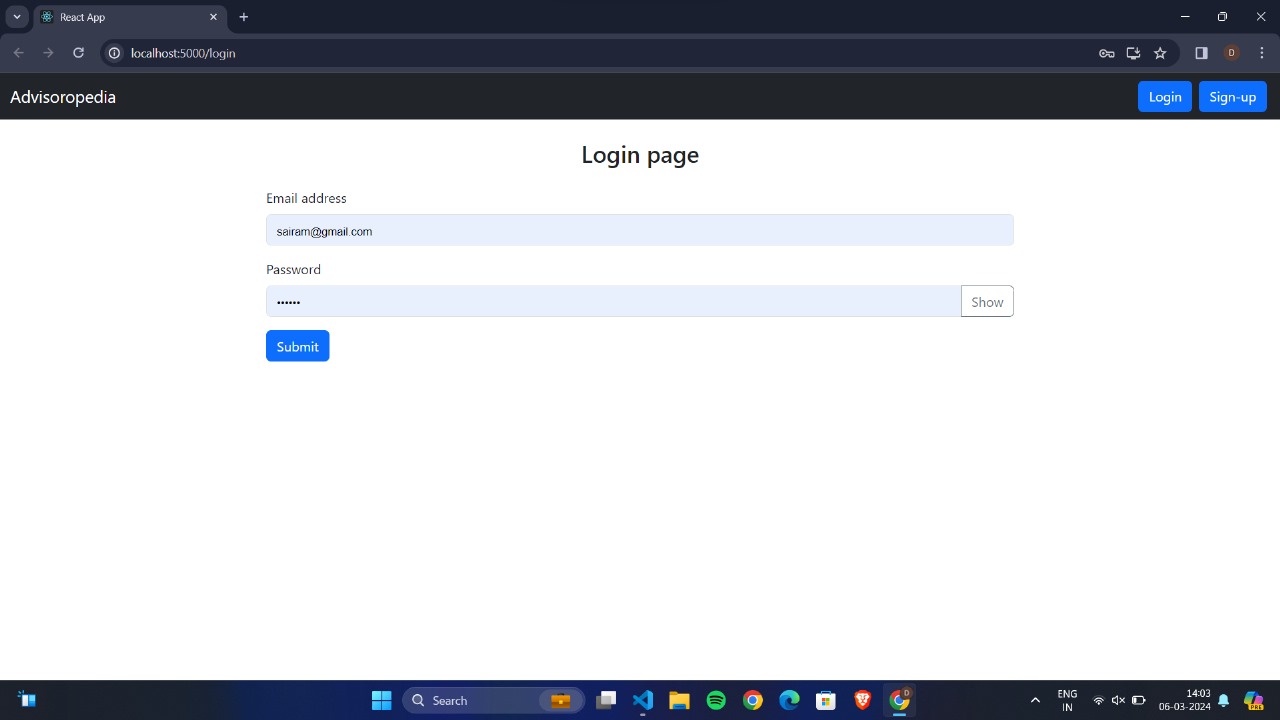 React App
localhost:5000/login
D
Advisoropedia
Login
Sign-up
Login page
Email address
sairam@gmail.com
Password
••••••
Show
Submit
Search
D
ENG
IN
14:03
06-03-2024
PRE